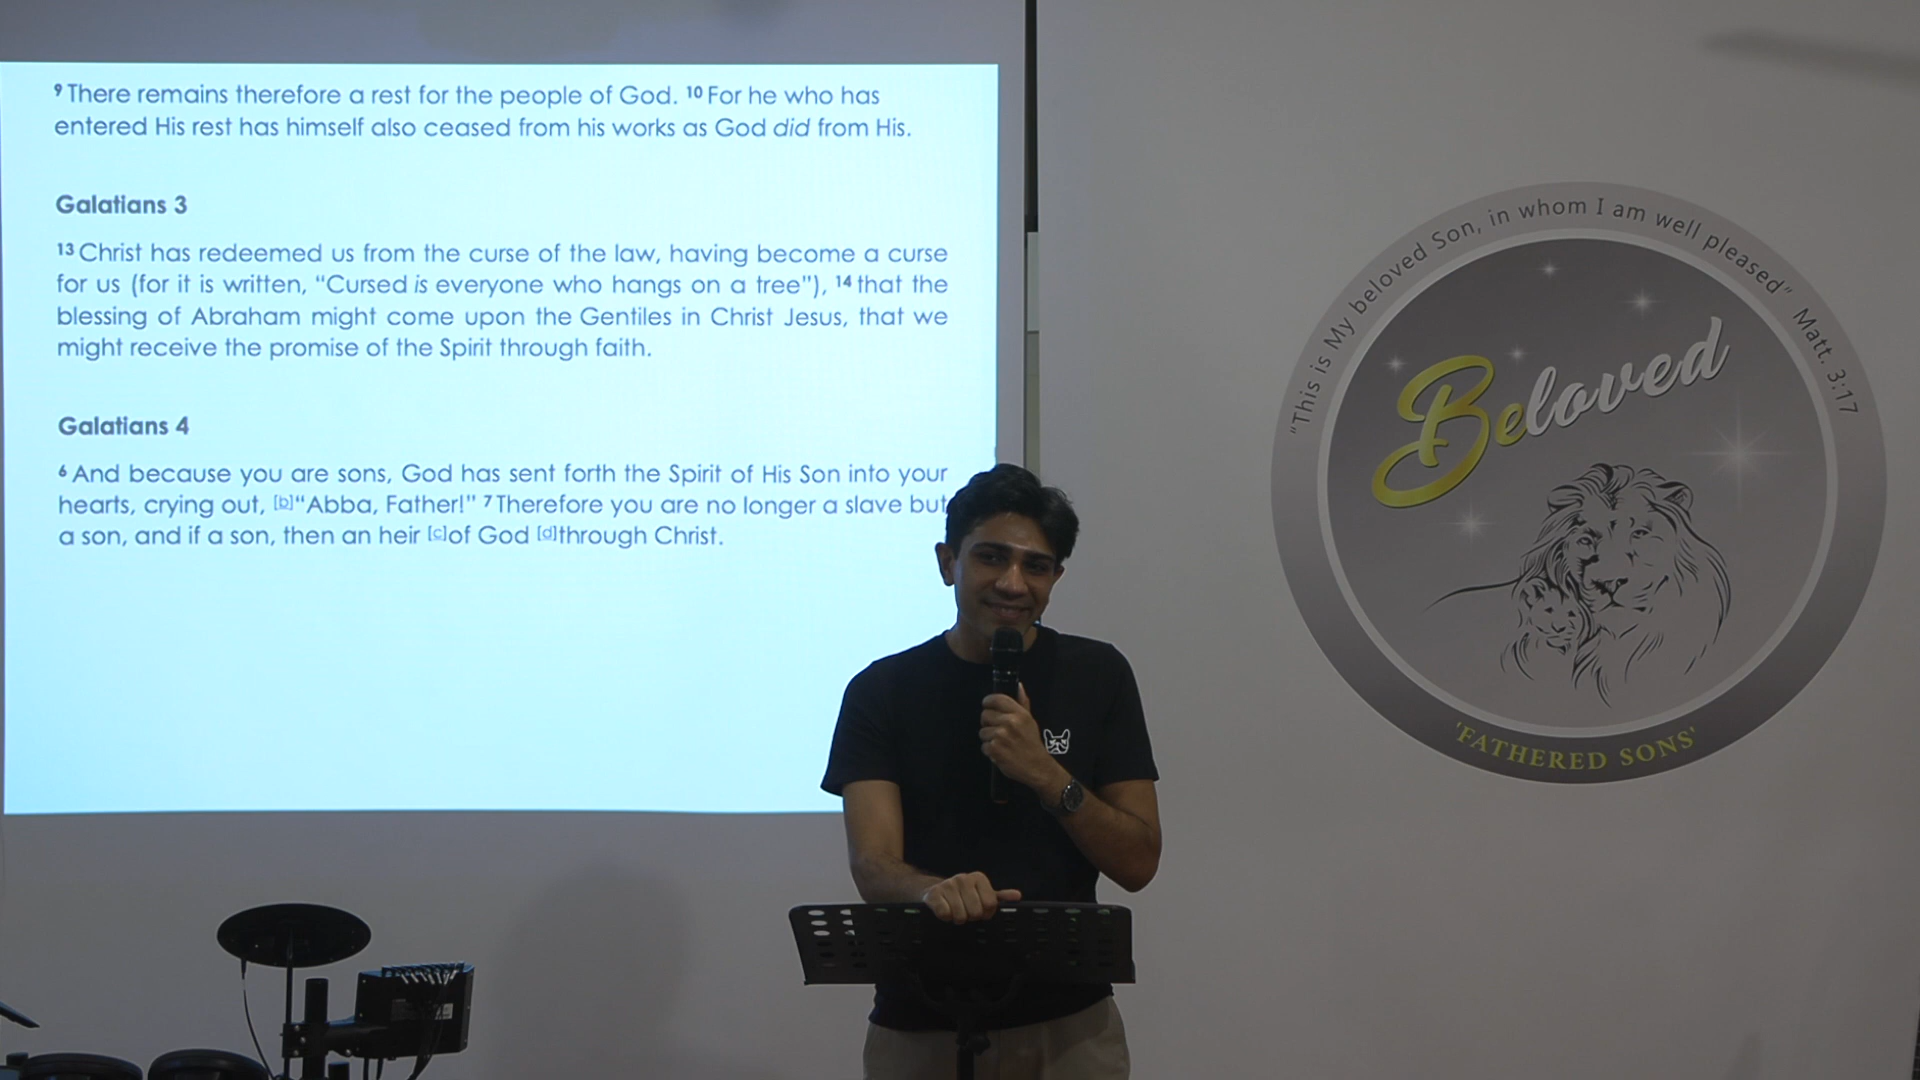 ⁹ There remains therefore a rest for the people of God. ¹⁰ For he who has
entered His rest has himself also ceased from his works as God did from His.
Galatians 3
¹³ Christ has redeemed us from the curse of the law, having become a curse
for us (for it is written, “Cursed is everyone who hangs on a tree”), ¹⁴ that the
blessing of Abraham might come upon the Gentiles in Christ Jesus, that we
might receive the promise of the Spirit through faith.
Galatians 4
⁶ And because you are sons, God has sent forth the Spirit of His Son into your
hearts, crying out, [b]“Abba, Father!” ⁷ Therefore you are no longer a slave but
a son, and if a son, then an heir [c]of God [d]through Christ.
“This is My beloved Son, in whom I am well pleased” Matt. 3:17
Beloved
‘FATHERED SONS’